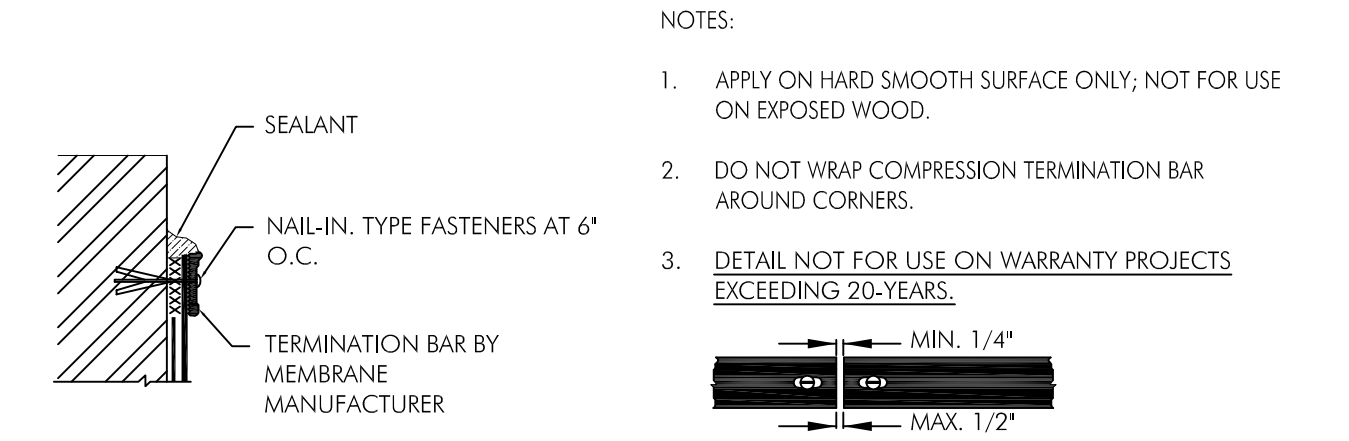 SEALANT
NAIL-IN. TYPE FASTENERS AT 6"
O.C.
TERMINATION BAR BY
MEMBRANE
MANUFACTURER
NOTES:
1. APPLY ON HARD SMOOTH SURFACE ONLY; NOT FOR USE
ON EXPOSED WOOD.
2. DO NOT WRAP COMPRESSION TERMINATION BAR
AROUND CORNERS.
3. DETAIL NOT FOR USE ON WARRANTY PROJECTS
EXCEEDING 20-YEARS.
MIN. 1/4"
MAX. 1/2"